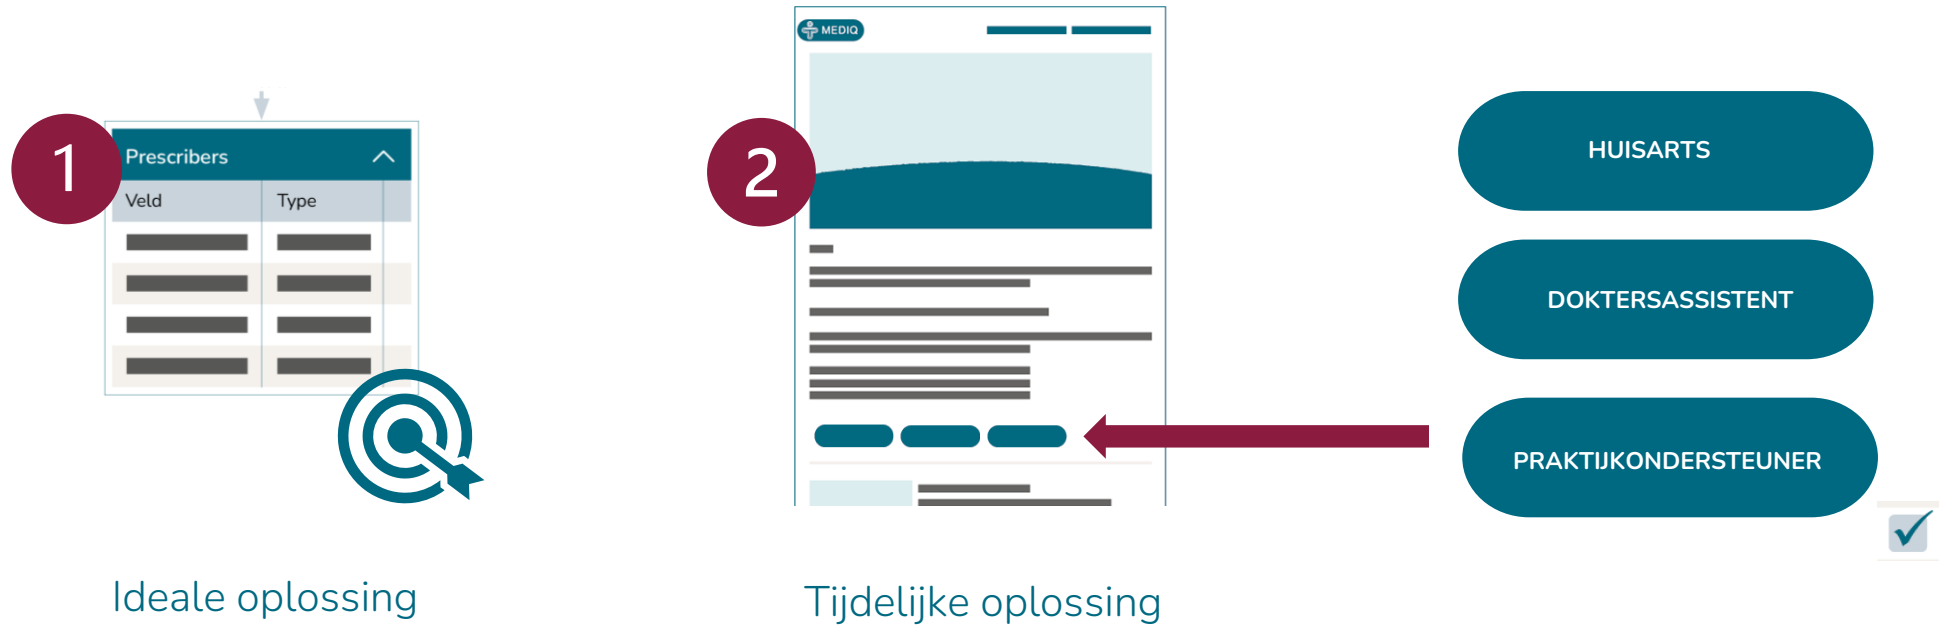 1
Prescribers
Veld Type
Ideale oplossing
2
MEDIQ
Tijdelijke oplossing
HUISARTS
DOKTERSASSISTENT
PRAKTIJKONDERSTEUNER